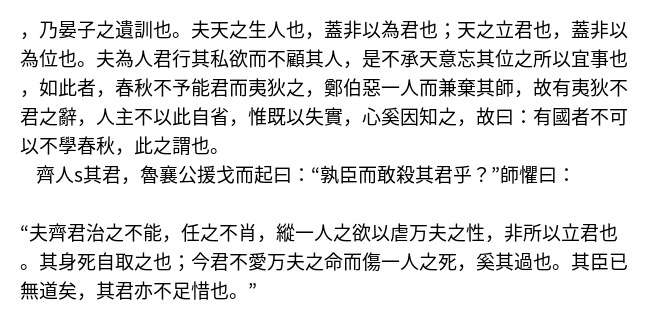 ，乃晏子之遺訓也。夫天之生人也，蓋非以為君也；天之立君也，蓋非以
為位也。夫為人君行其私欲而不顧其人，是不承天意忘其位之所以宜事也
，如此者，春秋不予能君而夷狄之，鄭伯惡一人而兼棄其師，故有夷狄不
君之辭，人主不以此自省，惟既以失實，心奚因知之，故曰：有國者不可
以不學春秋，此之謂也。
齊人s其君，魯襄公援戈而起曰：“孰臣而敢殺其君乎？”師懼曰：
“夫齊君治之不能，任之不肖，縱一人之欲以虐万夫之性，非所以立君也
。其身死自取之也；今君不愛万夫之命而傷一人之死，奚其過也。其臣已
無道矣，其君亦不足惜也。”